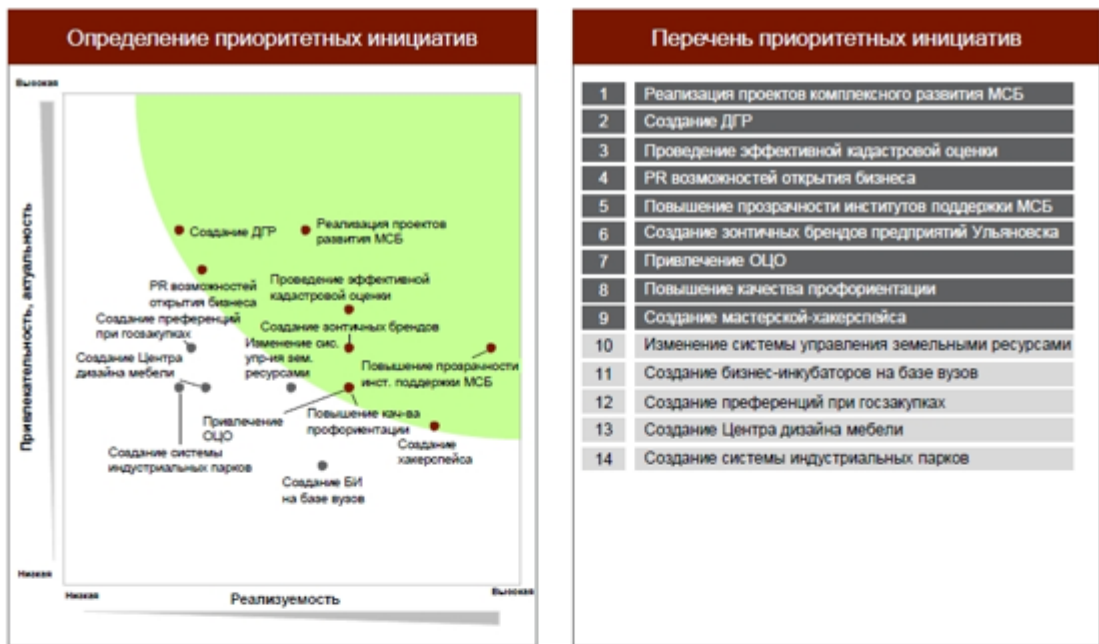 Определение приоритетных инициатив
Высокая
Привлекательность, актуальность
Создание ДГР
Реализация проектов
развития МСБ
PR возможностей
открытия бизнеса
Проведение эффективной
кадастровой оценки
Создание преференций
при госзакупках
Создание зонтичных брендов
Изменение сис.
упр-ия зем.
ресурсами
Создание Центра
дизайна мебели
Повышение прозрачности
инст. поддержки МСБ
Привлечение
ОЦО
Повышение кач-ва
профориентации
Создание
хакерспейса
Создание системы
индустриальных парков
Создание БИ
на базе вузов
Низкая
Низкая
Реализуемость
Высокая
Перечень приоритетных инициатив
1 Реализация проектов комплексного развития МСБ
2 Создание ДГР
3 Проведение эффективной кадастровой оценки
4 PR возможностей открытия бизнеса
5 Повышение прозрачности институтов поддержки МСБ
6 Создание зонтичных брендов предприятий Ульяновска
7 Привлечение ОЦО
8 Повышение качества профориентации
9 Создание мастерской-хакерспейса
10 Изменение системы управления земельными ресурсами
11 Создание бизнес-инкубаторов на базе вузов
12 Создание преференций при госзакупках
13 Создание Центра дизайна мебели
14 Создание системы индустриальных парков